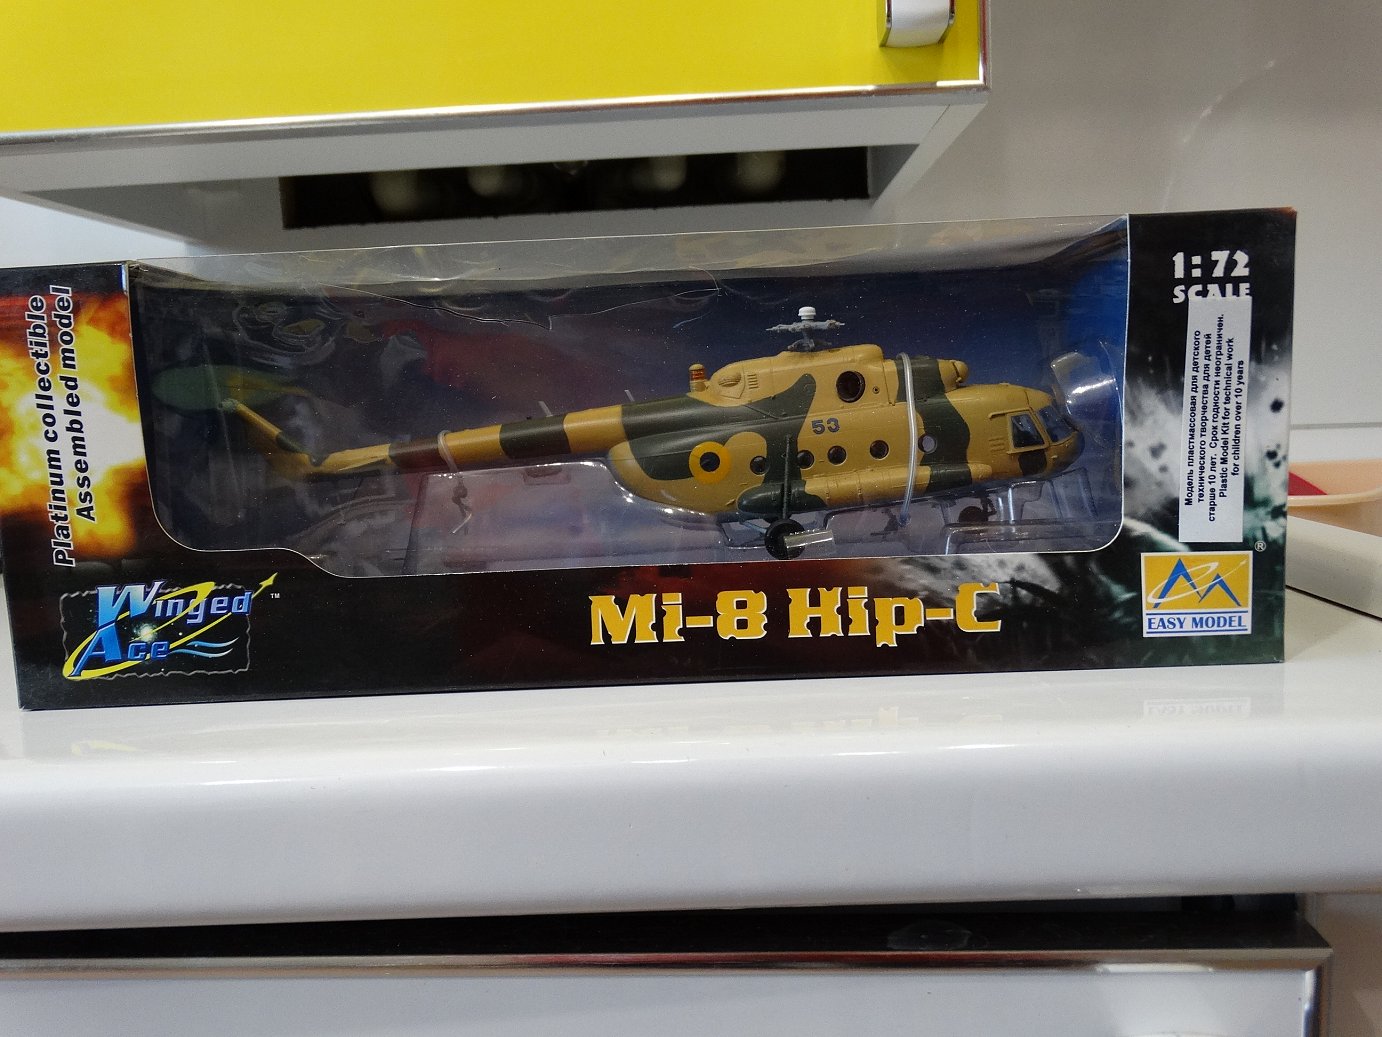 Platinum collectible
Assembled model
Winged
Ace
™
53
Mi-8 Hip-C
1:72
SCALE
Модель пластмассовая для детского
технического творчества для детей
старше 10 лет. Срок годности неограничен.
Plastic Model Kit for technical work
for children over 10 years
®
EASY MODEL